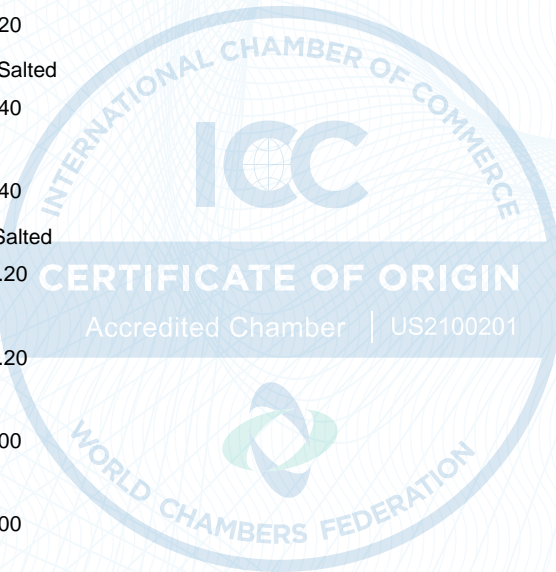 20
Salted
40
INTERNATIONAL CHAMBER OF COMMERCE
ICC
40
Salted
.20
CERTIFICATE OF ORIGIN
Accredited Chamber | US2100201
.20
00
WORLD CHAMBERS FEDERATION
00